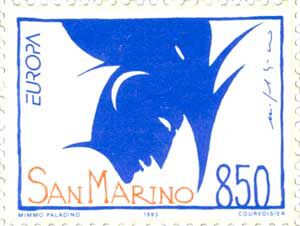 EUROPA
SAN MARINO
850
MIMMO PALADINO 1993 COURVOISIER